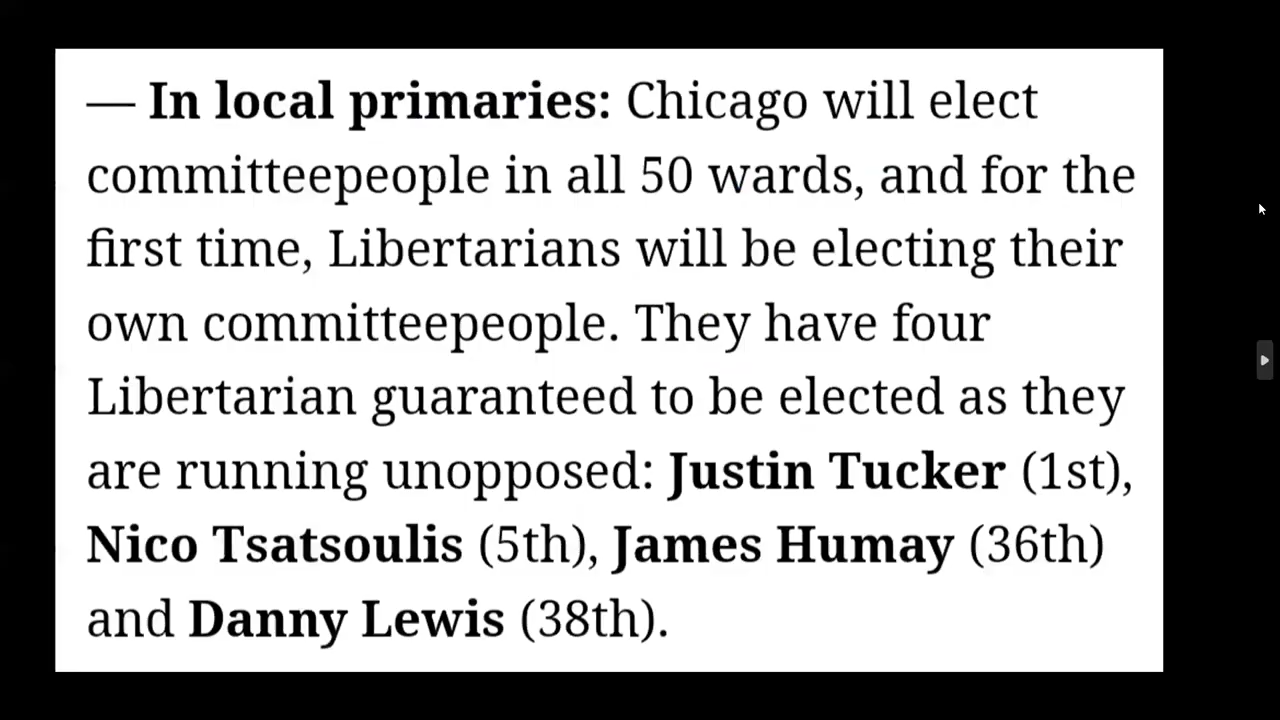 — In local primaries: Chicago will elect
committeepeople in all 50 wards, and for the
first time, Libertarians will be electing their
own committeepeople. They have four
Libertarian guaranteed to be elected as they
are running unopposed: Justin Tucker (1st),
Nico Tsatsoulis (5th), James Humay (36th)
and Danny Lewis (38th).